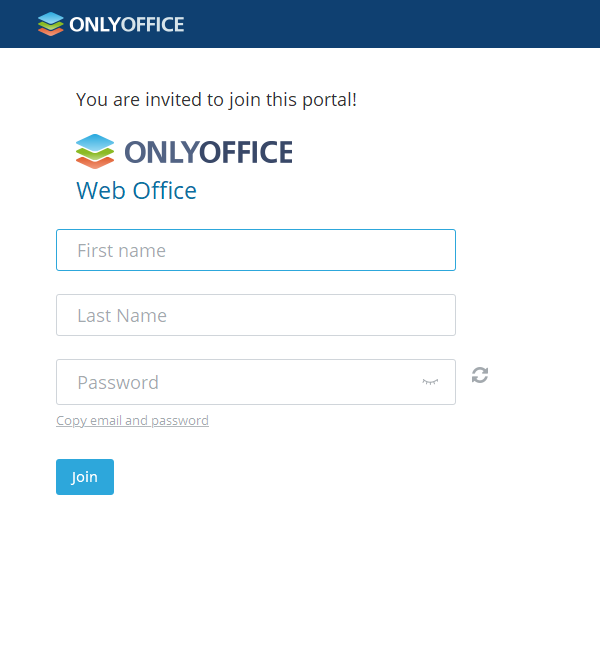 ONLYOFFICE
You are invited to join this portal!
ONLYOFFICE
Web Office
First name
Last Name
Password
Copy email and password
Join